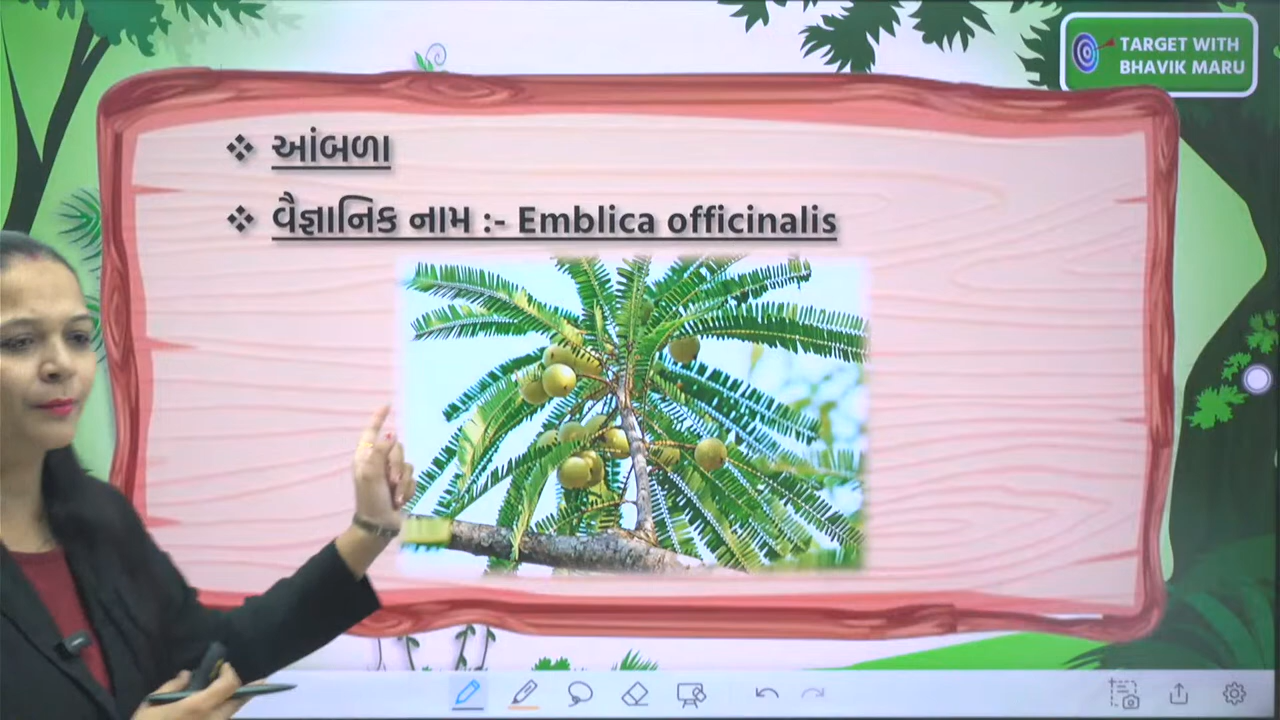 TARGET WITH
BHAVIK MARU
❖ આંબળા
❖ વૈજ્ઞાનિક નામ :- Emblica officinalis